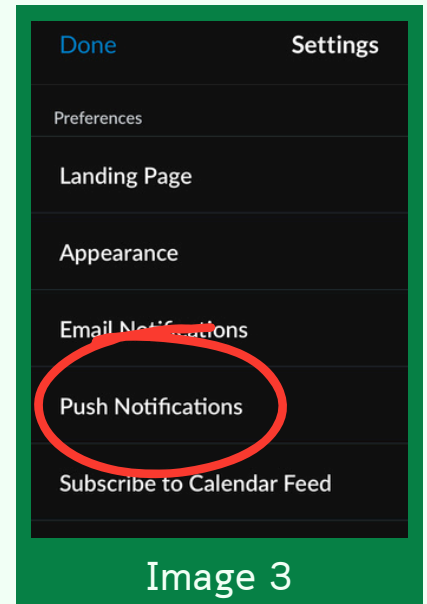 Done Settings
Preferences
Landing Page
Appearance
Email Notifications
Push Notifications
Subscribe to Calendar Feed
Image 3